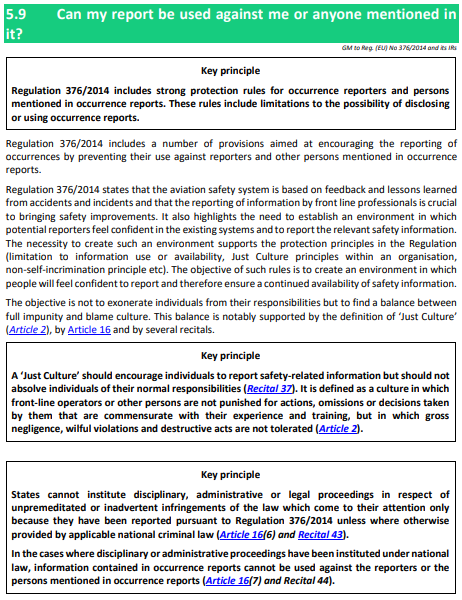 5.9 Can my report be used against me or anyone mentioned in
it?
GM to Reg. (EU) No 376/2014 and its IRs
Key principle
Regulation 376/2014 includes strong protection rules for occurrence reporters and persons
mentioned in occurrence reports. These rules include limitations to the possibility of disclosing
or using occurrence reports.
Regulation 376/2014 includes a number of provisions aimed at encouraging the reporting of
occurrences by preventing their use against reporters and other persons mentioned in occurrence
reports.
Regulation 376/2014 states that the aviation safety system is based on feedback and lessons learned
from accidents and incidents and that the reporting of information by front line professionals is crucial
to bringing safety improvements. It also highlights the need to establish an environment in which
potential reporters feel confident in the existing systems and to report the relevant safety information.
The necessity to create such an environment supports the protection principles in the Regulation
(limitation to information use or availability, Just Culture principles within an organisation,
non-self-incrimination principle etc). The objective of such rules is to create an environment in which
people will feel confident to report and therefore ensure a continued availability of safety information.
The objective is not to exonerate individuals from their responsibilities but to find a balance between
full impunity and blame culture. This balance is notably supported by the definition of 'Just Culture'
(Article 2), by Article 16 and by several recitals.
Key principle
A 'Just Culture' should encourage individuals to report safety-related information but should not
absolve individuals of their normal responsibilities (Recital 37). It is defined as a culture in which
front-line operators or other persons are not punished for actions, omissions or decisions taken
by them that are commensurate with their experience and training, but in which gross
negligence, wilful violations and destructive acts are not tolerated (Article 2).
Key principle
States cannot institute disciplinary, administrative or legal proceedings in respect of
unpremeditated or inadvertent infringements of the law which come to their attention only
because they have been reported pursuant to Regulation 376/2014 unless where otherwise
provided by applicable national criminal law (Article 16(6) and Recital 43).
In the cases where disciplinary or administrative proceedings have been instituted under national
law, information contained in occurrence reports cannot be used against the reporters or the
persons mentioned in occurrence reports (Article 16(7) and Recital 44).